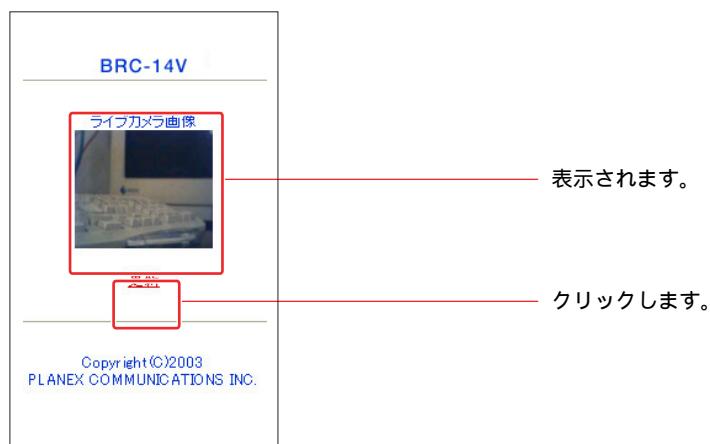 BRC-14V
ライブカメラ画像
表示されます。
クリックします。
Copyright(C)2003
PLANEX COMMUNICATIONS INC.